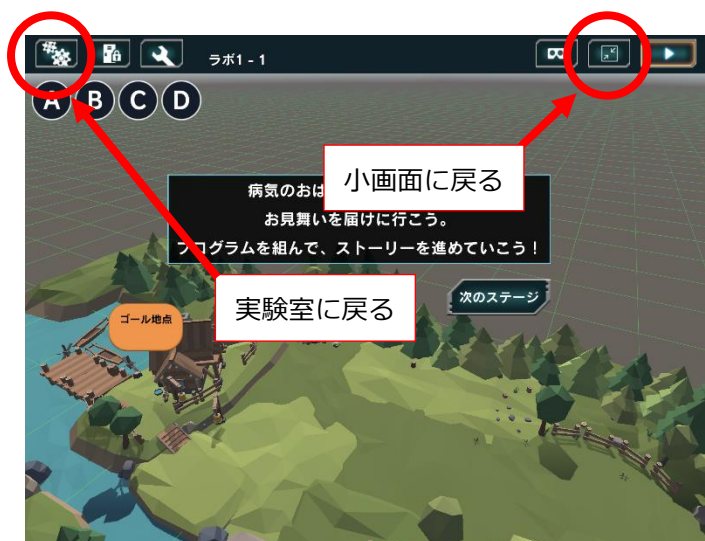 ラボ1 - 1
A B C D
病気のおば
お見舞いを届けに行こう。
プログラムを組んで、ストーリーを進めていこう！
小画面に戻る
実験室に戻る
次のステージ
ゴール地点